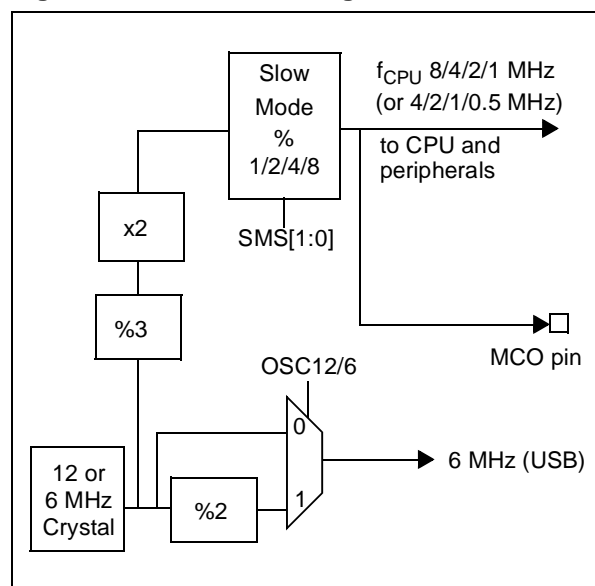 Slow
Mode
%
1/2/4/8
fCPU 8/4/2/1 MHz
(or 4/2/1/0.5 MHz)
to CPU and
peripherals
x2
SMS[1:0]
%3
MCO pin
OSC12/6
0
12 or
6 MHz
Crystal
%2
1
6 MHz (USB)